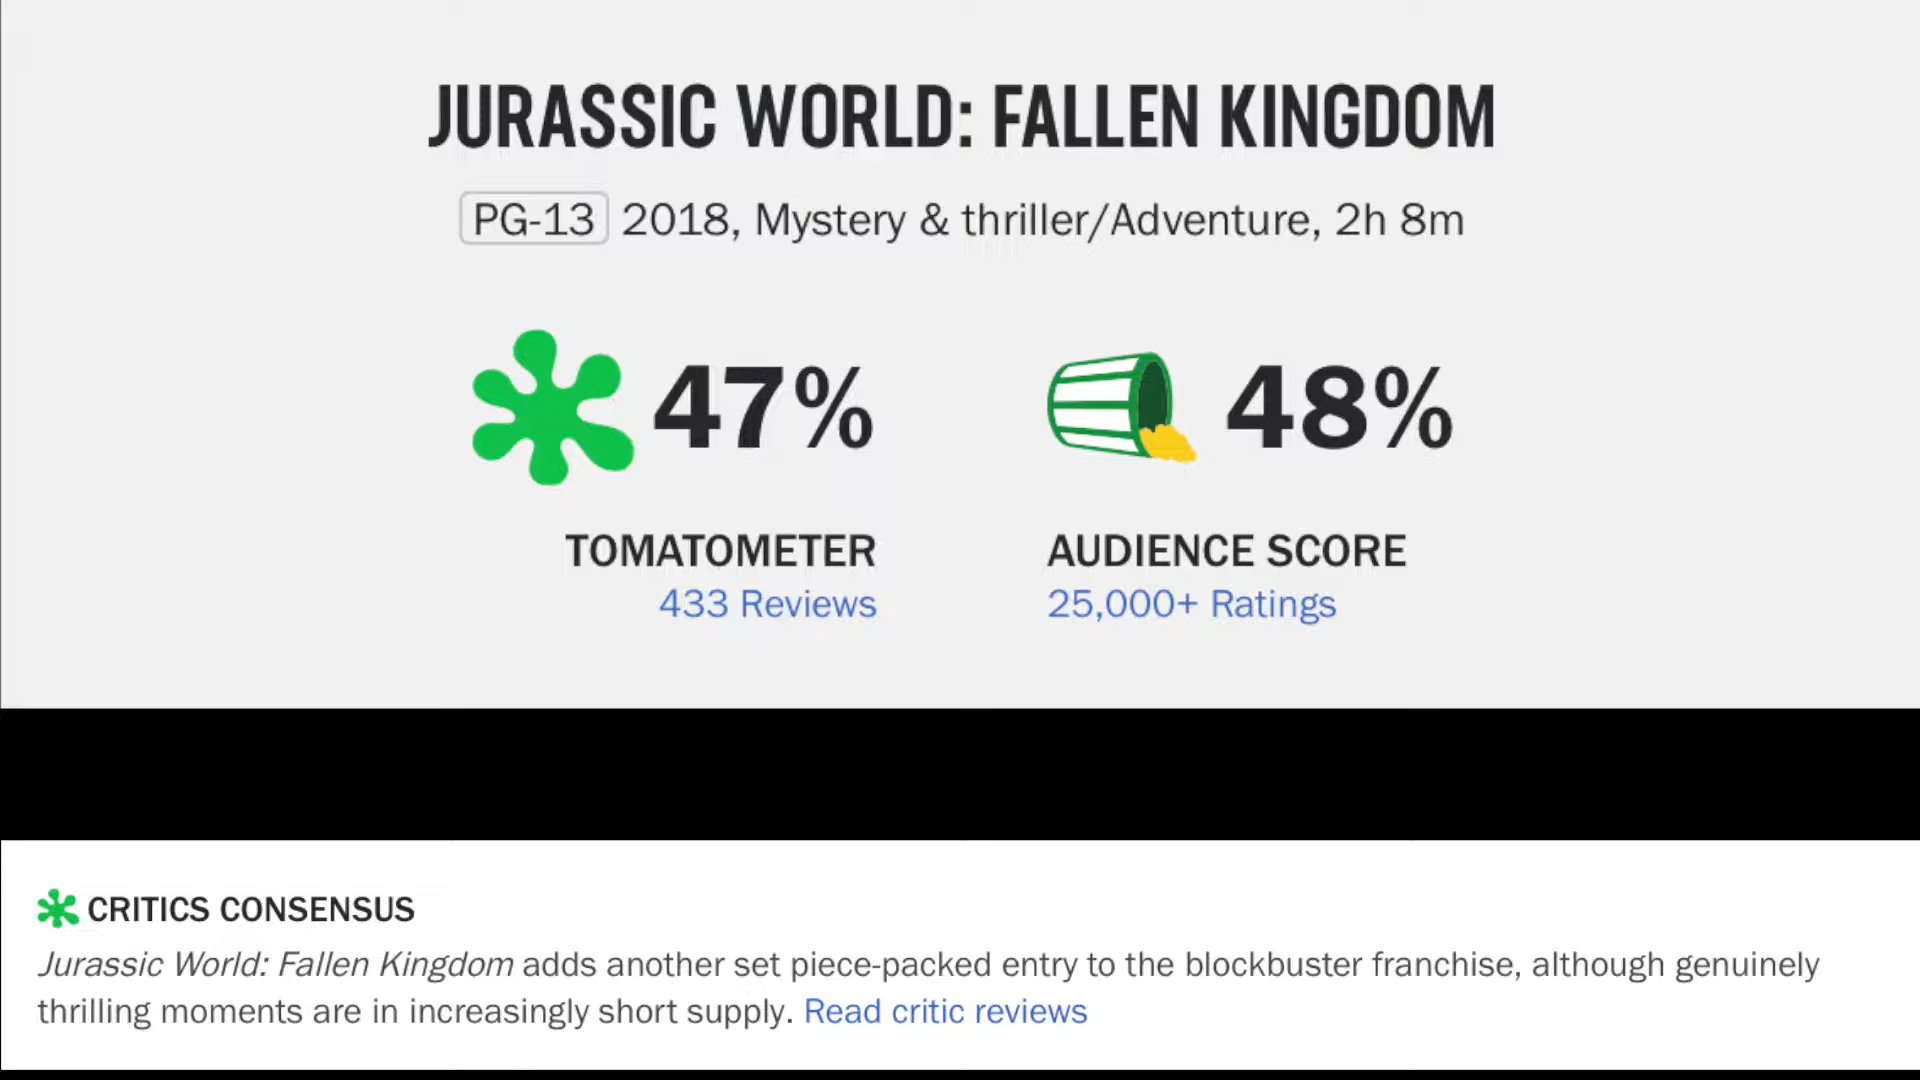 JURASSIC WORLD: FALLEN KINGDOM
PG-13 2018, Mystery & thriller/Adventure, 2h 8m
47% 48%
TOMATOMETER AUDIENCE SCORE
433 Reviews 25,000+ Ratings
CRITICS CONSENSUS
Jurassic World: Fallen Kingdom adds another set piece-packed entry to the blockbuster franchise, although genuinely
thrilling moments are in increasingly short supply. Read critic reviews